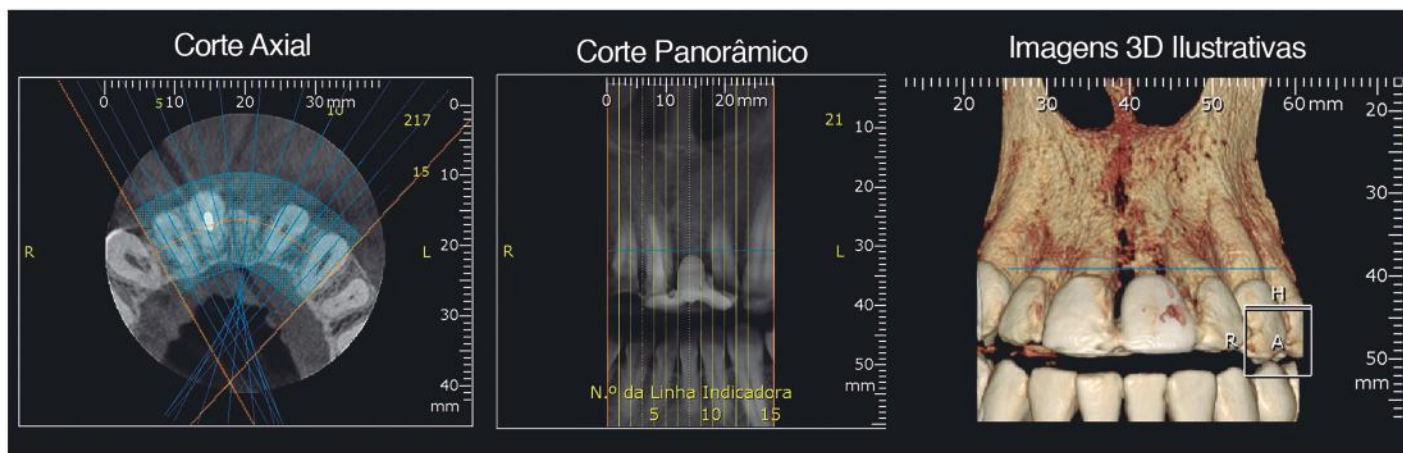 Corte Axial
0 10 20 30 mm
5
10
217
15
0
10
20
30
40
mm
R
L
Corte Panorâmico
0 10 20 mm
21
10
20
30
40
50
mm
R
L
N.º da Linha Indicadora
5 10 15
Imagens 3D Ilustrativas
20 30 40 50 60 mm
20
30
40
50
mm
H
R A